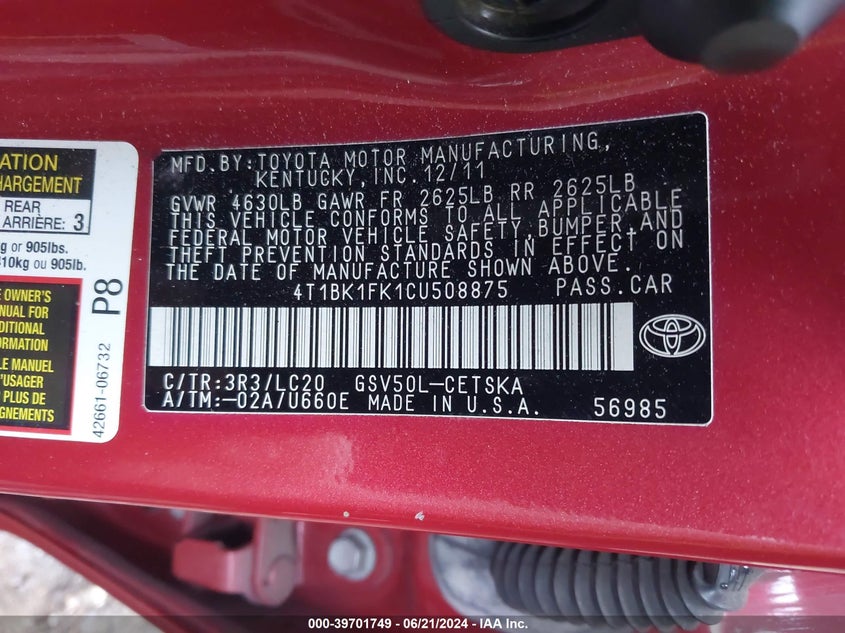 MFD. BY: TOYOTA MOTOR MANUFACTURING,
KENTUCKY, INC. 12/11
GVWR 4630LB GAWR FR 2625LB RR 2625LB
THIS VEHICLE CONFORMS TO ALL APPLICABLE
FEDERAL MOTOR VEHICLE SAFETY, BUMPER, AND
THEFT PREVENTION STANDARDS IN EFFECT ON
THE DATE OF MANUFACTURE SHOWN ABOVE.
4T1BK1FK1CU508875 PASS. CAR
C/TR: 3R3/LC20 GSV50L-CETSKA
A/TM: -02A/U660E MADE IN U.S.A. 56985
ATION
HARGEMENT
REAR
ARRIÈRE: 3
g or 905lbs.
10kg ou 905lb.
E OWNER'S
NUAL FOR
DITIONAL
ORMATION
LE MANUEL
'USAGER
PLUS DE
P8
42661-06732
000-39701749 - 06/21/2024 - IAA Inc.